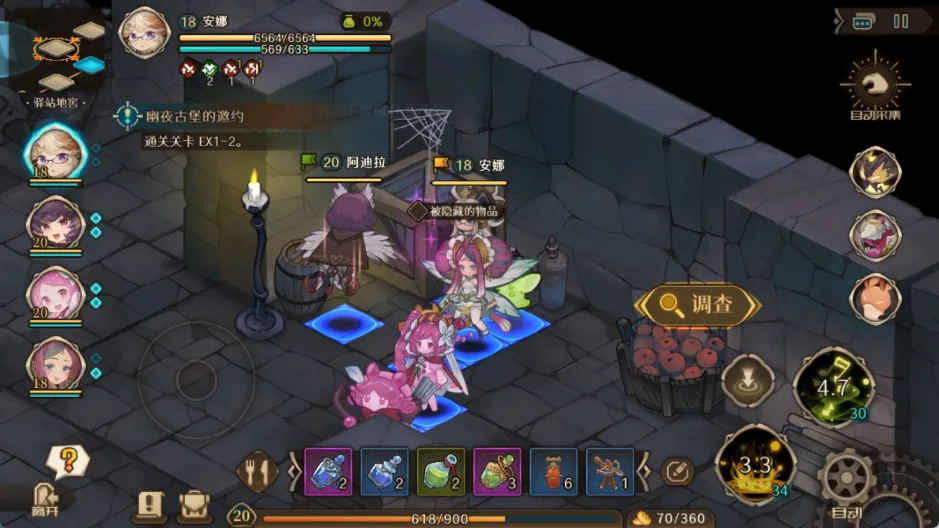 18 安娜
0%
6564/6564
569/633
2 1 1
·驿站地窖·
幽夜古堡的邀约
通关关卡 EX1-2。
自动采集
20 阿迪拉
18 安娜
被隐藏的物品
18
20
20
18
调查
4.7
30
3.3
34
?
离开
2
2
2
3
6
1
自动
20
618/900
70/360